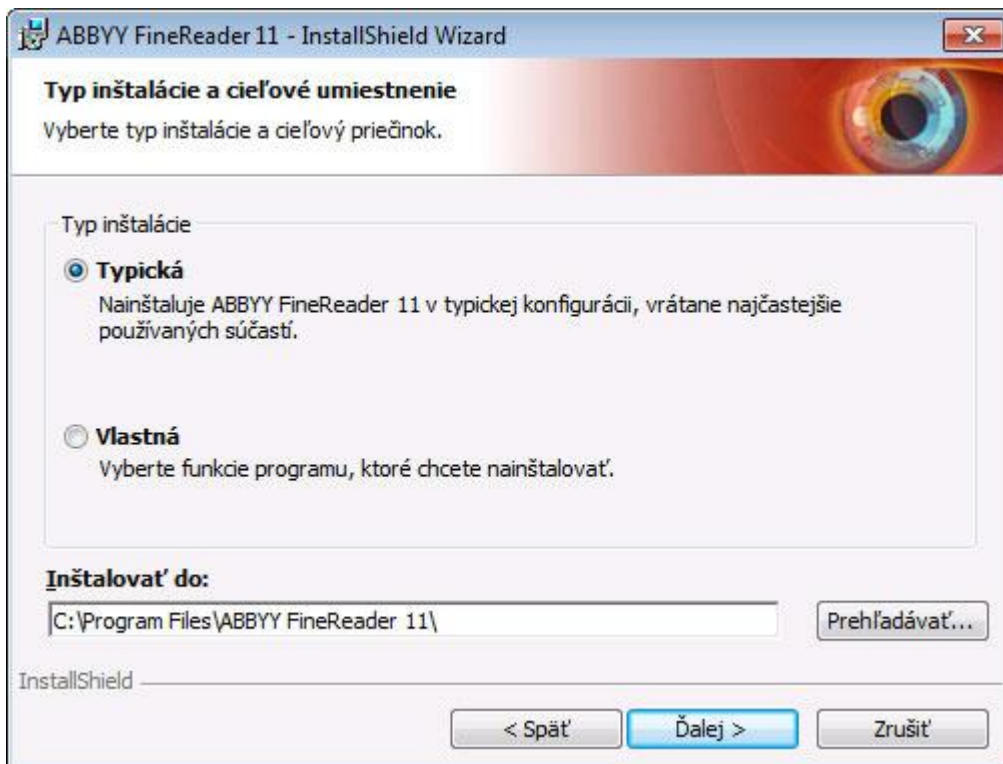 ABBYY FineReader 11 - InstallShield Wizard
Typ inštalácie a cieľové umiestnenie
Vyberte typ inštalácie a cieľový priečinok.
Typ inštalácie
Typická
Nainštaluje ABBYY FineReader 11 v typickej konfigurácii, vrátane najčastejšie
používaných súčastí.
Vlastná
Vyberte funkcie programu, ktoré chcete nainštalovať.
Inštalovať do:
C:\Program Files\ABBYY FineReader 11\
Prehľadávať...
InstallShield
< Späť
Ďalej >
Zrušiť